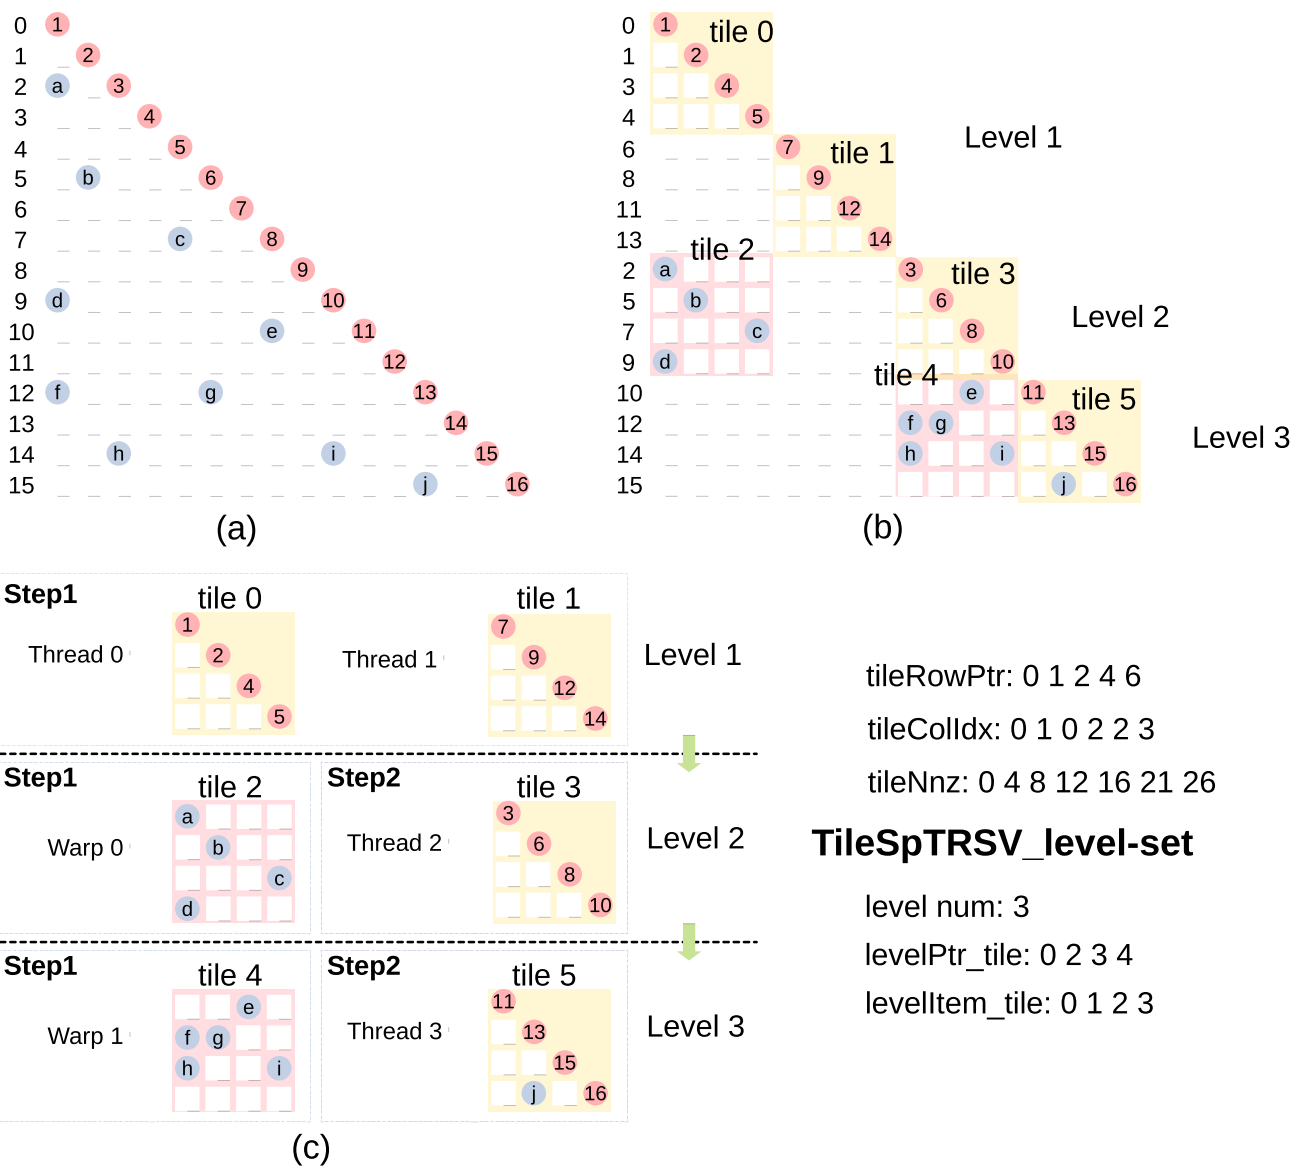 0 1
1 2
2 a 3
3 4
4 5
5 b 6
6 7
7 c 8
8 9
9 d 10
10 e 11
11 12
12 f g 13
13 14
14 h i 15
15 j 16
(a)
0 1 tile 0
1 2
3 4
4 5
Level 1
6 7 tile 1
8 9
11 12
13 14
tile 2
2 a 3 tile 3
5 b 6
Level 2
7 c 8
9 d 10
tile 4
10 e 11 tile 5
12 f g 13
Level 3
14 h i 15
15 j 16
(b)
Step1
tile 0
tile 1
1
2
4
5
Thread 0
Thread 1
7
9
12
14
Level 1
Step1
tile 2
a
b
c
d
Warp 0
Step2
tile 3
3
6
8
10
Thread 2
Level 2
Step1
tile 4
e
f g
h i
Warp 1
Step2
tile 5
11
13
15
j 16
Thread 3
Level 3
(c)
tileRowPtr: 0 1 2 4 6
tileColIdx: 0 1 0 2 2 3
tileNnz: 0 4 8 12 16 21 26
TileSpTRSV_level-set
level num: 3
levelPtr_tile: 0 2 3 4
levelItem_tile: 0 1 2 3